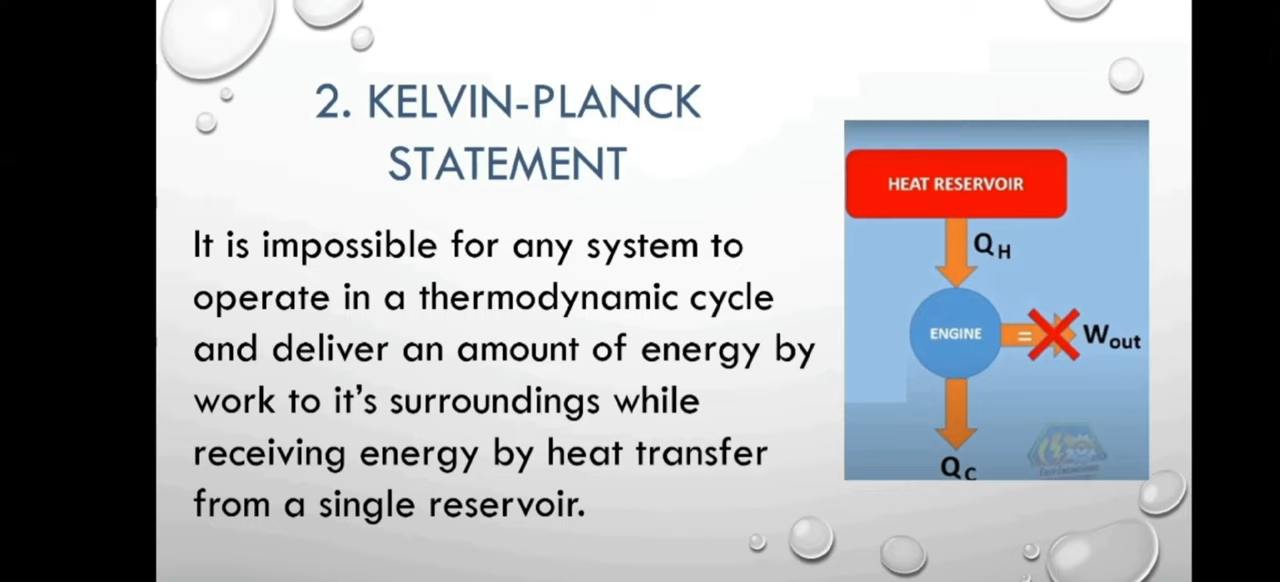 2. KELVIN-PLANCK
STATEMENT
It is impossible for any system to
operate in a thermodynamic cycle
and deliver an amount of energy by
work to it's surroundings while
receiving energy by heat transfer
from a single reservoir.
HEAT RESERVOIR
QH
ENGINE
=
Wout
QC